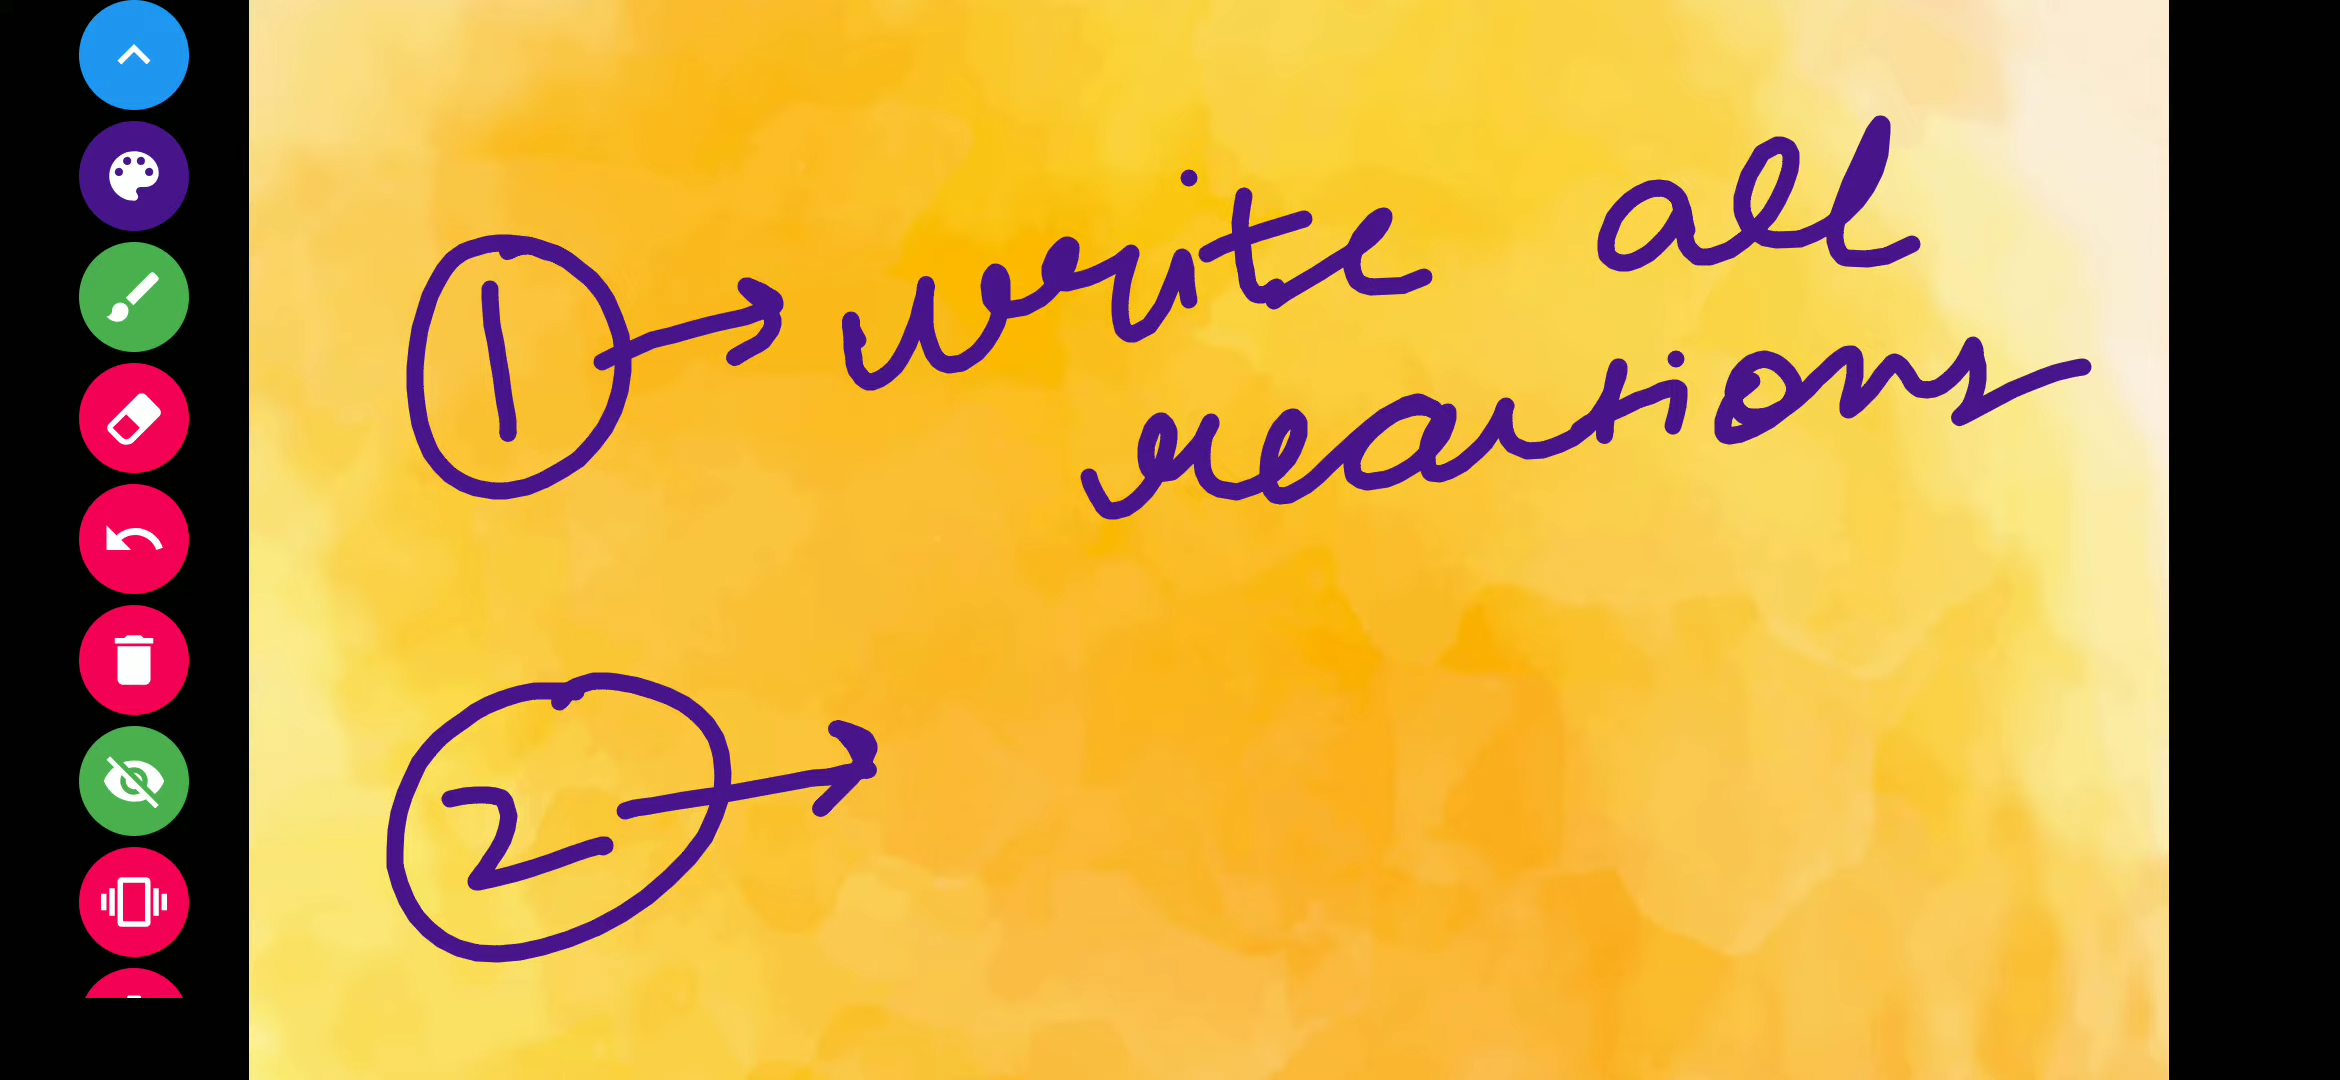 1 → write all
reactions
2 →